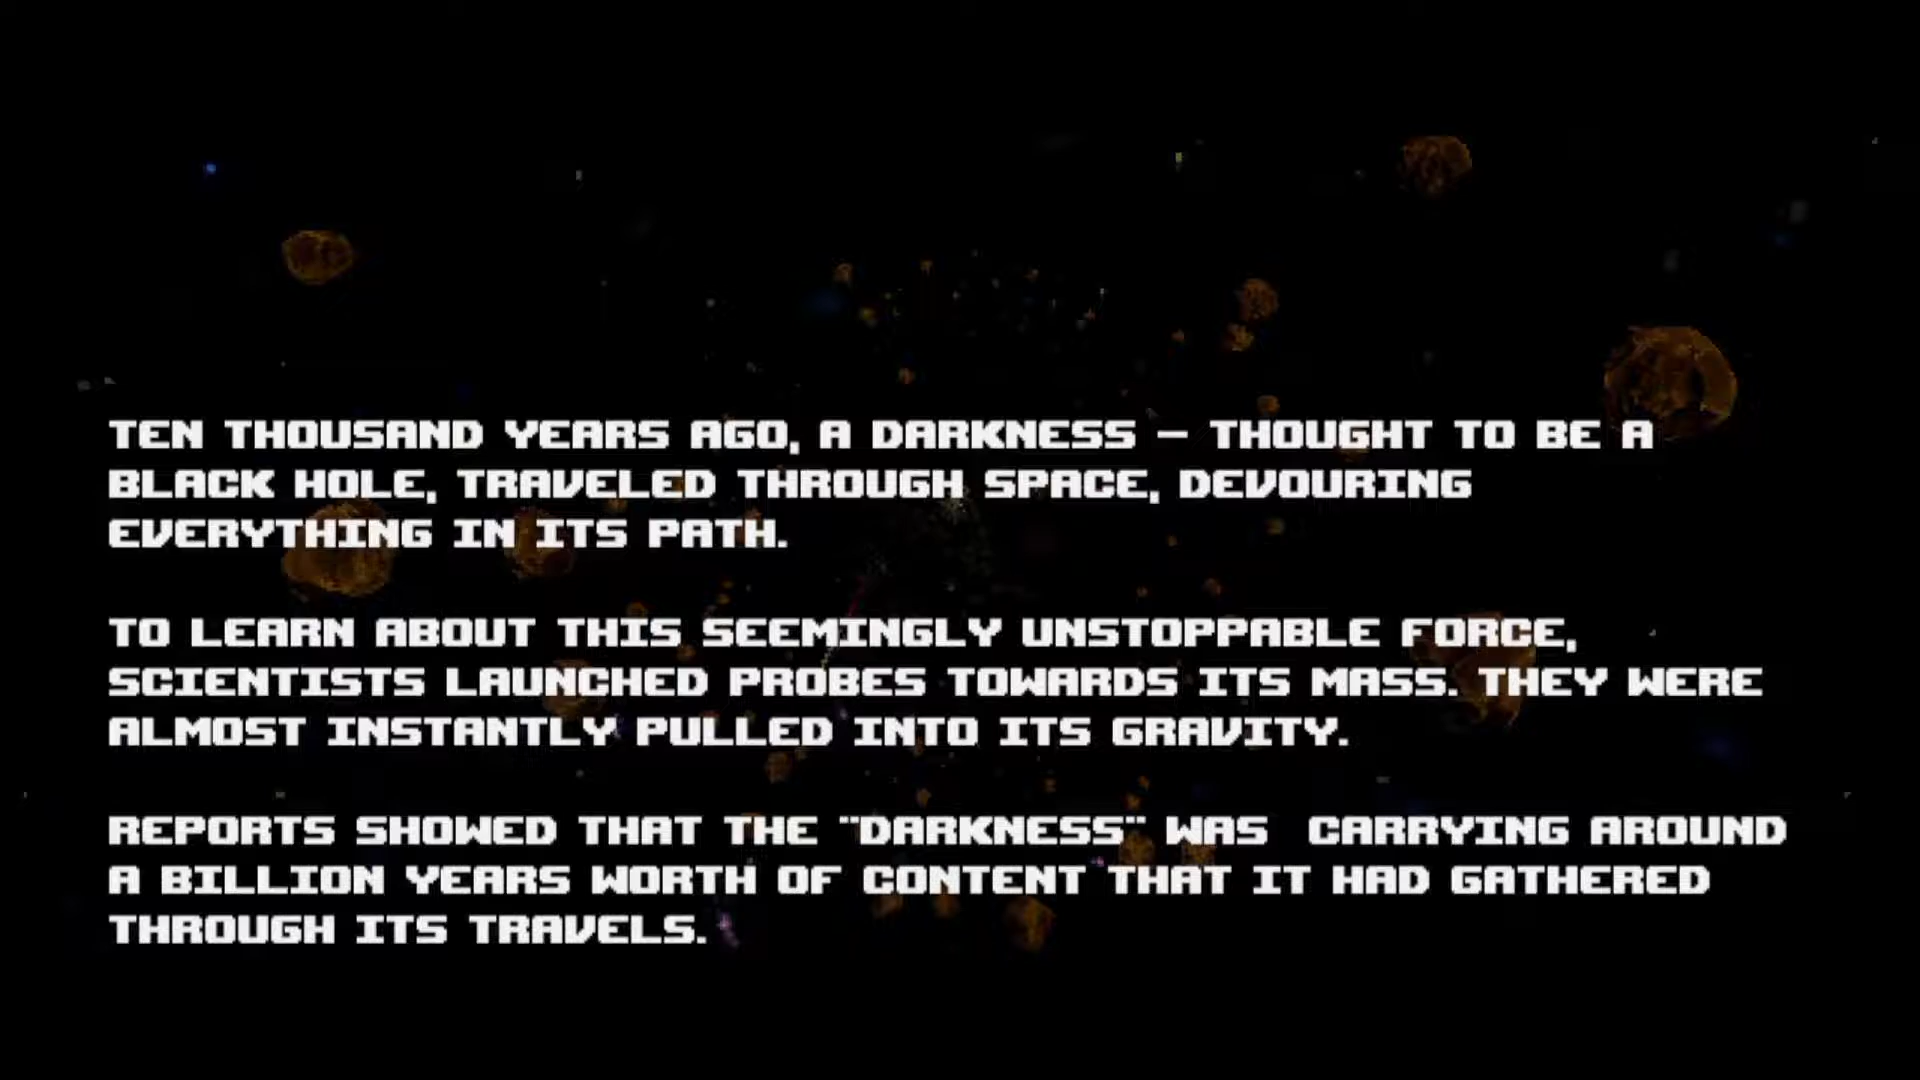 TEN THOUSAND YEARS AGO, A DARKNESS – THOUGHT TO BE A
BLACK HOLE, TRAVELED THROUGH SPACE, DEVOURING
EVERYTHING IN ITS PATH.
TO LEARN ABOUT THIS SEEMINGLY UNSTOPPABLE FORCE,
SCIENTISTS LAUNCHED PROBES TOWARDS ITS MASS. THEY WERE
ALMOST INSTANTLY PULLED INTO ITS GRAVITY.
REPORTS SHOWED THAT THE "DARKNESS" WAS  CARRYING AROUND
A BILLION YEARS WORTH OF CONTENT THAT IT HAD GATHERED
THROUGH ITS TRAVELS.